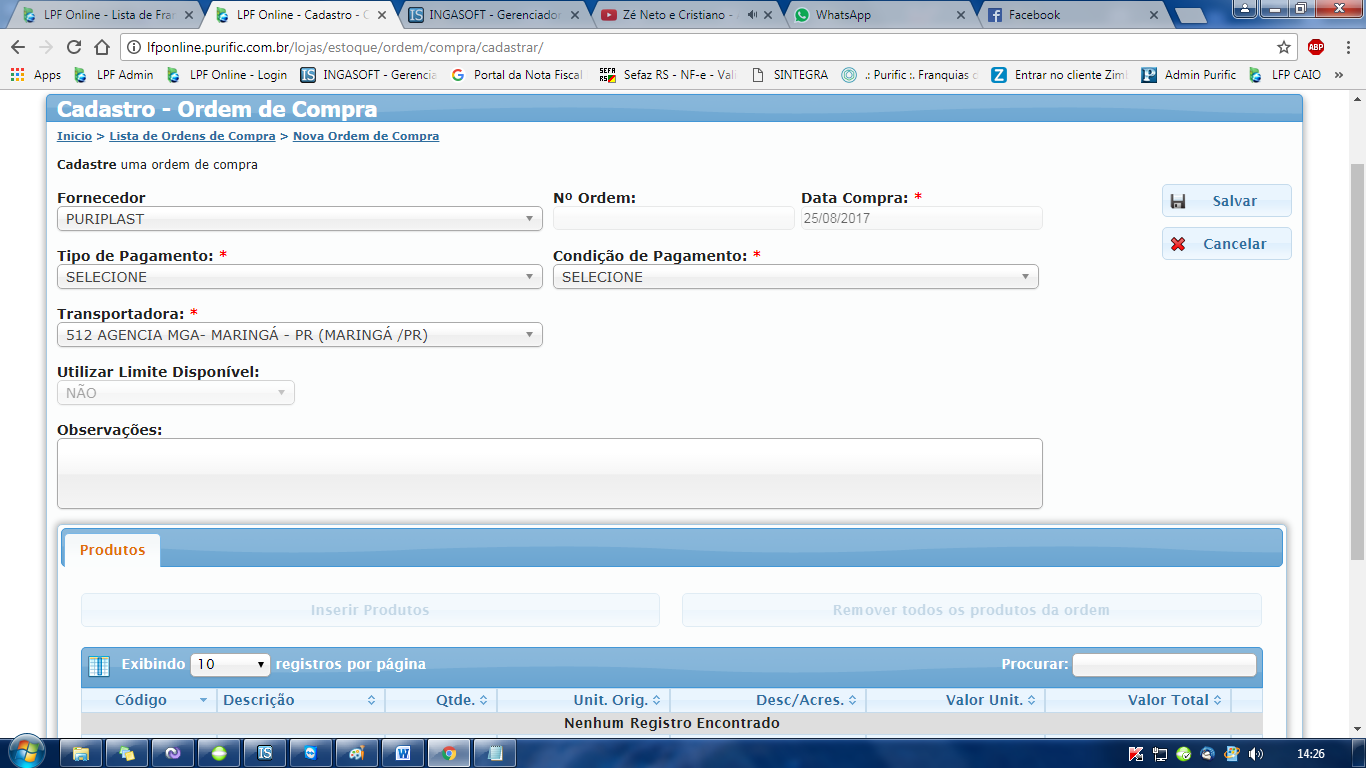 LPF Online - Lista de Fran
LPF Online - Cadastro - O
INGASOFT - Gerenciador
Zé Neto e Cristiano - A
WhatsApp
Facebook
lfponline.purific.com.br/lojas/estoque/ordem/compra/cadastrar/
ABP
Apps
LPF Admin
LPF Online - Login
INGASOFT - Gerencia
Portal da Nota Fiscal
Sefaz RS - NF-e - Vali
SINTEGRA
.: Purific :. Franquias
Entrar no cliente Zim
Admin Purific
LFP CAIO
»
Cadastro - Ordem de Compra
Inicio > Lista de Ordens de Compra > Nova Ordem de Compra
Cadastre uma ordem de compra
Fornecedor
Nº Ordem:
Data Compra: *
PURIPLAST
25/08/2017
Salvar
Cancelar
Tipo de Pagamento: *
Condição de Pagamento: *
SELECIONE
SELECIONE
Transportadora: *
512 AGENCIA MGA- MARINGÁ - PR (MARINGÁ /PR)
Utilizar Limite Disponível:
NÃO
Observações:
Produtos
Inserir Produtos
Remover todos os produtos da ordem
Exibindo 10 registros por página
Procurar:
Código
Descrição
Qtde.
Unit. Orig.
Desc/Acres.
Valor Unit.
Valor Total
Nenhum Registro Encontrado
14:26